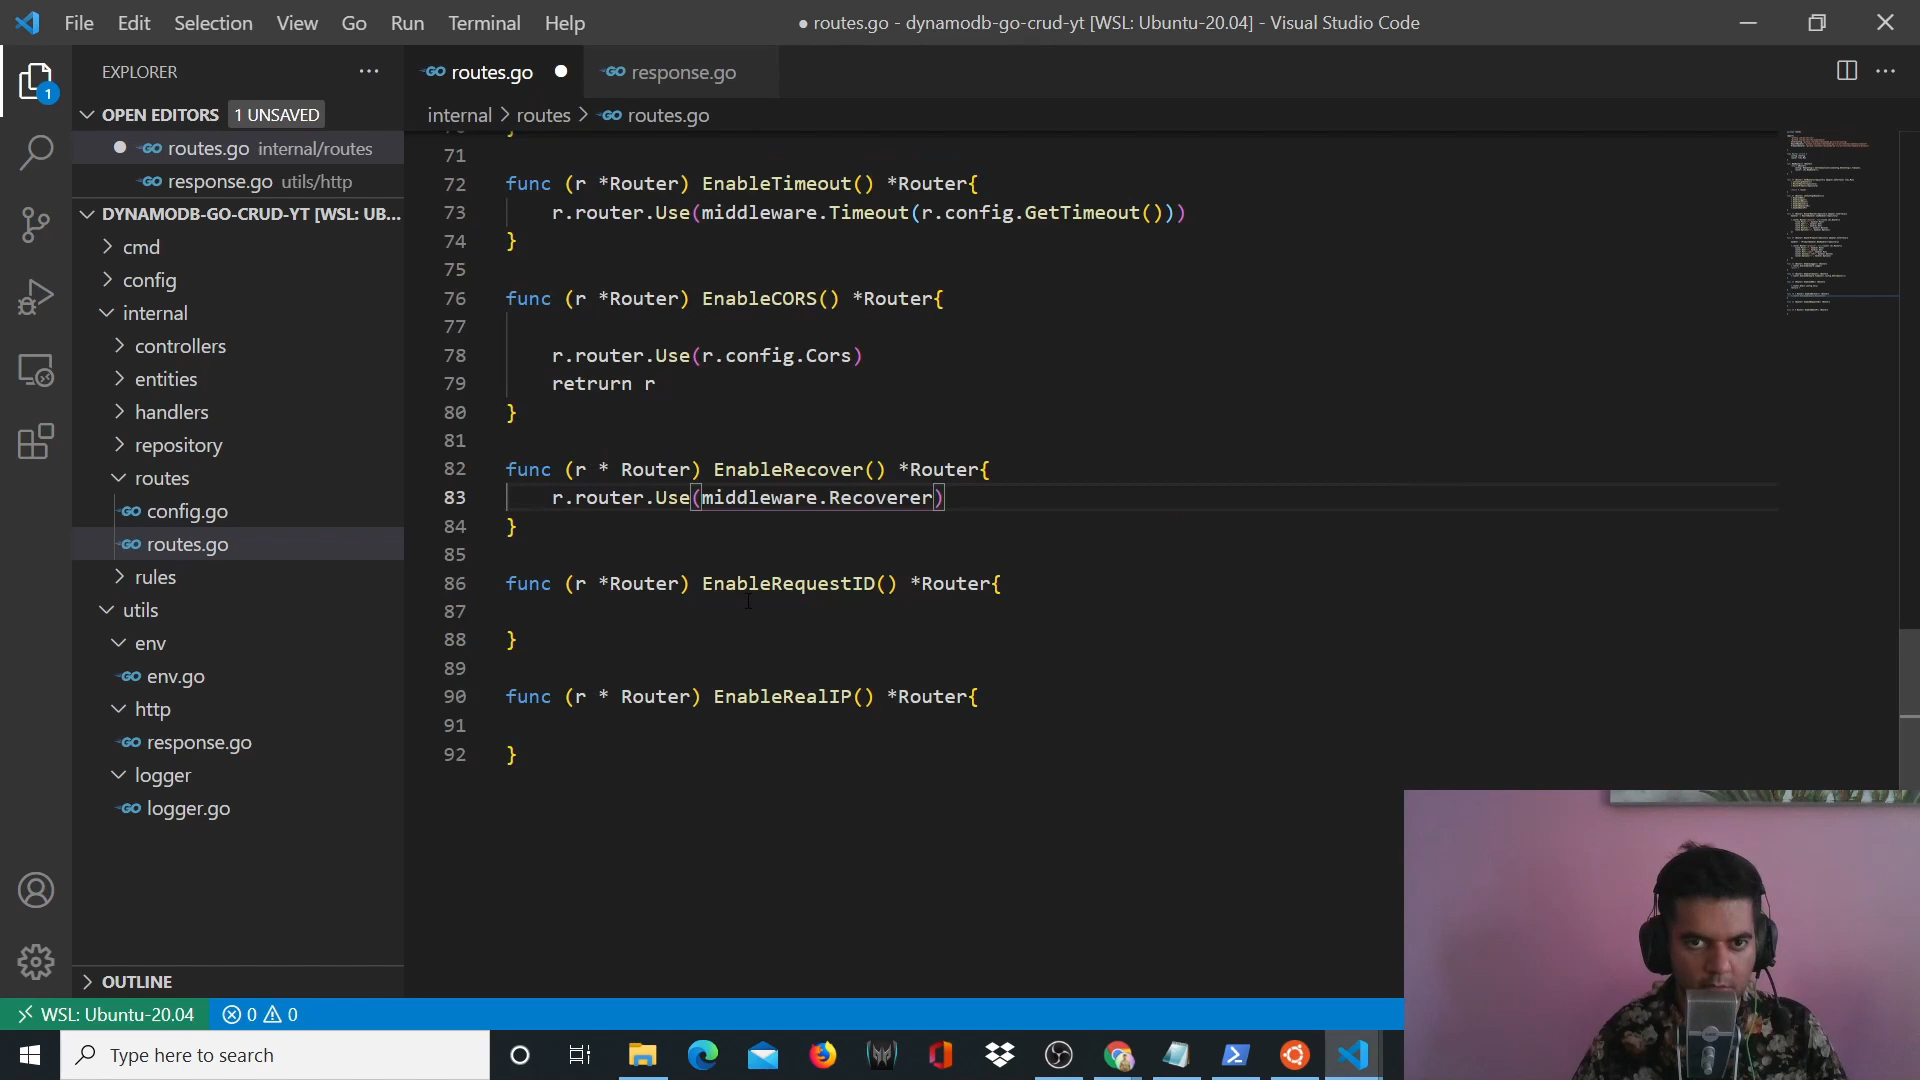 File Edit Selection View Go Run Terminal Help
● routes.go - dynamodb-go-crud-yt [WSL: Ubuntu-20.04] - Visual Studio Code
EXPLORER
routes.go
response.go
OPEN EDITORS 1 UNSAVED
internal > routes > routes.go
routes.go internal/routes
response.go utils/http
DYNAMODB-GO-CRUD-YT [WSL: UB...
cmd
config
internal
controllers
entities
handlers
repository
routes
config.go
routes.go
rules
utils
env
env.go
http
response.go
logger
logger.go
OUTLINE
1
71
72 func (r *Router) EnableTimeout() *Router{
73 r.router.Use(middleware.Timeout(r.config.GetTimeout()))
74 }
75
76 func (r *Router) EnableCORS() *Router{
77
78 r.router.Use(r.config.Cors)
79 retrurn r
80 }
81
82 func (r * Router) EnableRecover() *Router{
83 r.router.Use(middleware.Recoverer)
84 }
85
86 func (r *Router) EnableRequestID() *Router{
87
88 }
89
90 func (r * Router) EnableRealIP() *Router{
91
92 }
WSL: Ubuntu-20.04 0 0
Type here to search